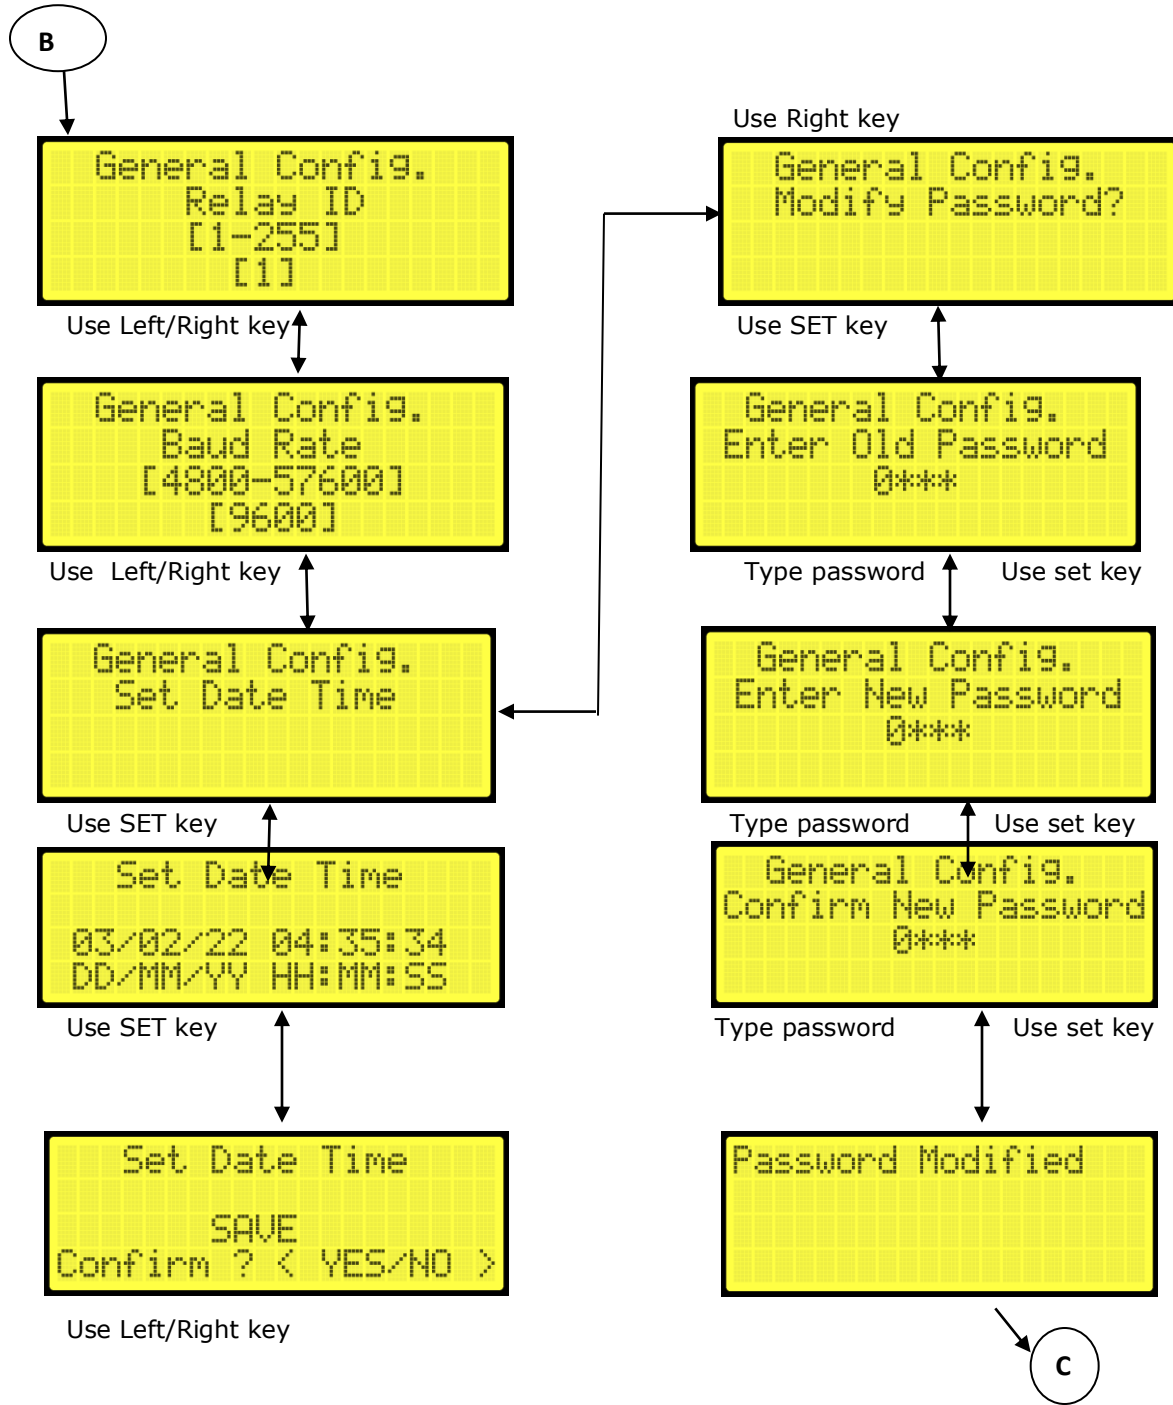 B
General Config.
Relay ID
[1-255]
[1]
Use Left/Right key
General Config.
Baud Rate
[4800-57600]
[9600]
Use Left/Right key
General Config.
Set Date Time
Use SET key
Set Date Time
03/02/22 04:35:34
DD/MM/YY HH:MM:SS
Use SET key
Set Date Time
SAVE
Confirm ? < YES/NO >
Use Left/Right key
Use Right key
General Config.
Modify Password?
Use SET key
General Config.
Enter Old Password
0***
Type password Use set key
General Config.
Enter New Password
0***
Type password Use set key
General Config.
Confirm New Password
0***
Type password Use set key
Password Modified
C